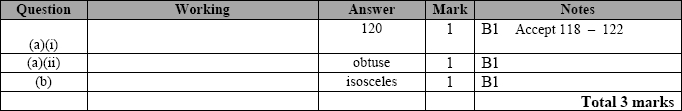 Question Working Answer Mark Notes
(a)(i) 120 1 B1 Accept 118 – 122
(a)(ii) obtuse 1 B1
(b) isosceles 1 B1
Total 3 marks